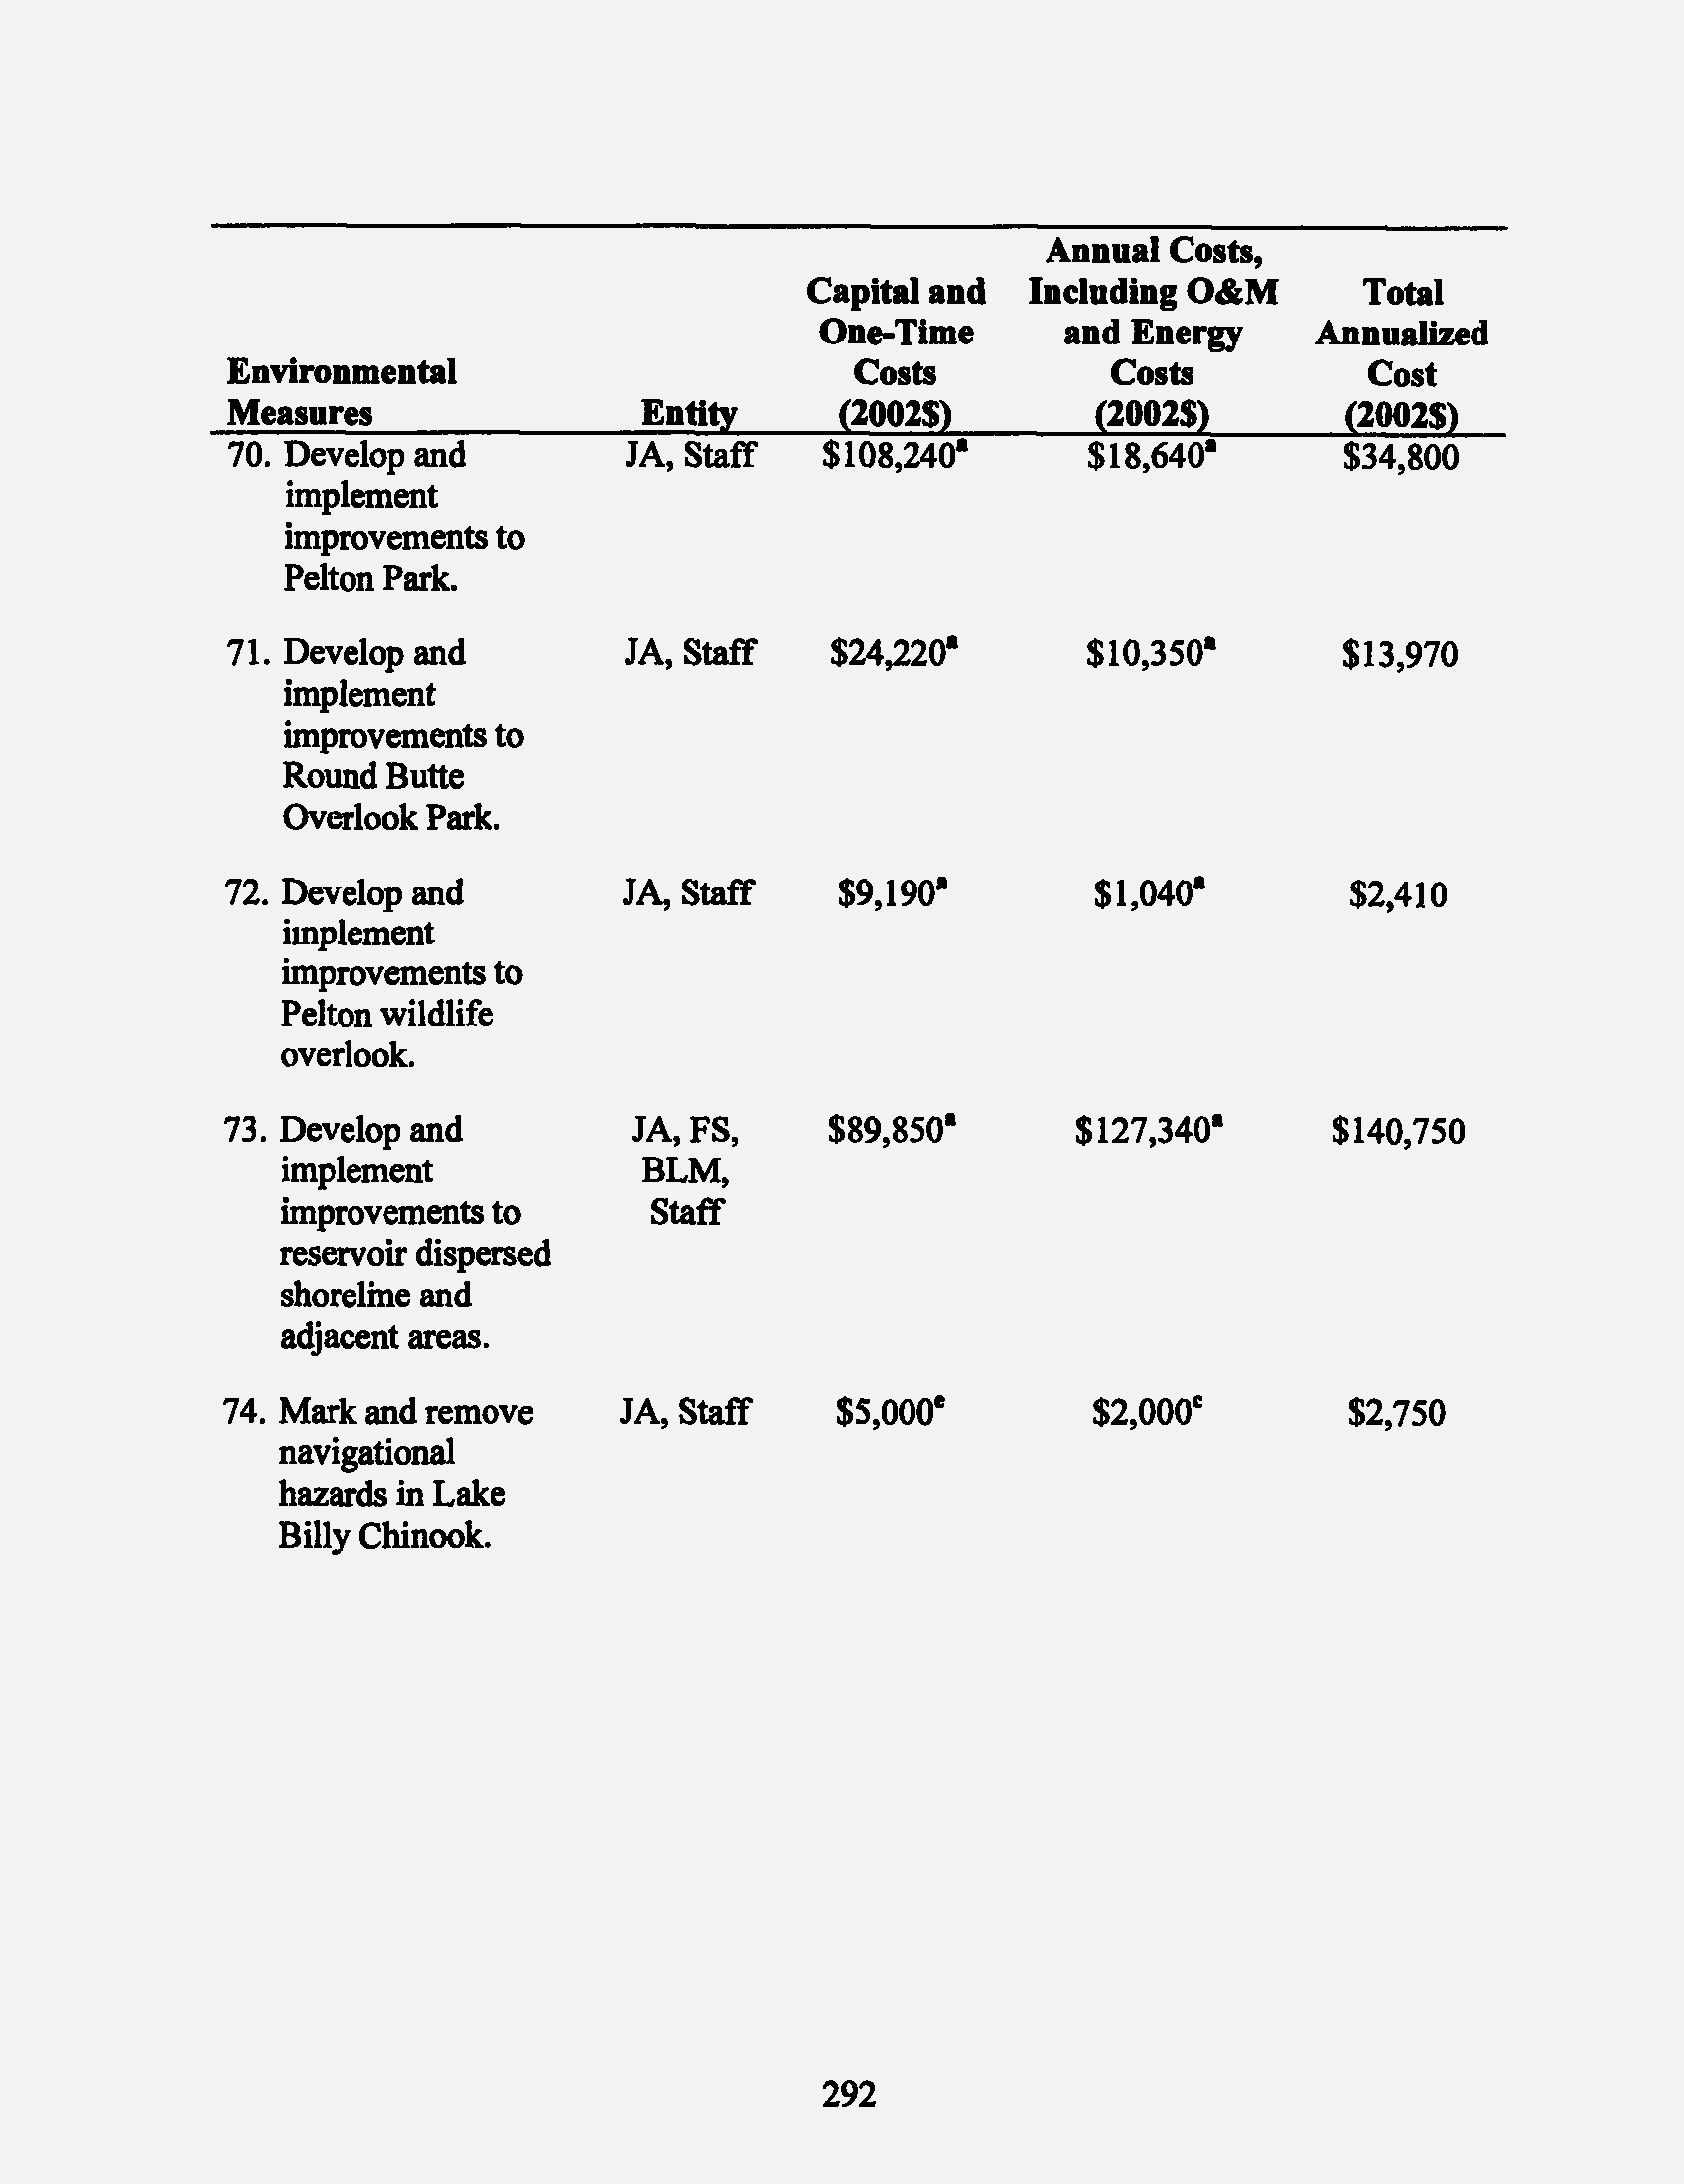 Annual Costs,
Capital and Including O&M Total
One-Time and Energy Annualized
Environmental Costs Costs Cost
Measures Entity (2002$) (2002$) (2002$)
70. Develop and JA, Staff $108,240ª $18,640ª $34,800
implement
improvements to
Pelton Park.
71. Develop and JA, Staff $24,220ª $10,350ª $13,970
implement
improvements to
Round Butte
Overlook Park.
72. Develop and JA, Staff $9,190ª $1,040ª $2,410
implement
improvements to
Pelton wildlife
overlook.
73. Develop and JA, FS, $89,850ª $127,340ª $140,750
implement BLM,
improvements to Staff
reservoir dispersed
shoreline and
adjacent areas.
74. Mark and remove JA, Staff $5,000ᶜ $2,000ᶜ $2,750
navigational
hazards in Lake
Billy Chinook.
292